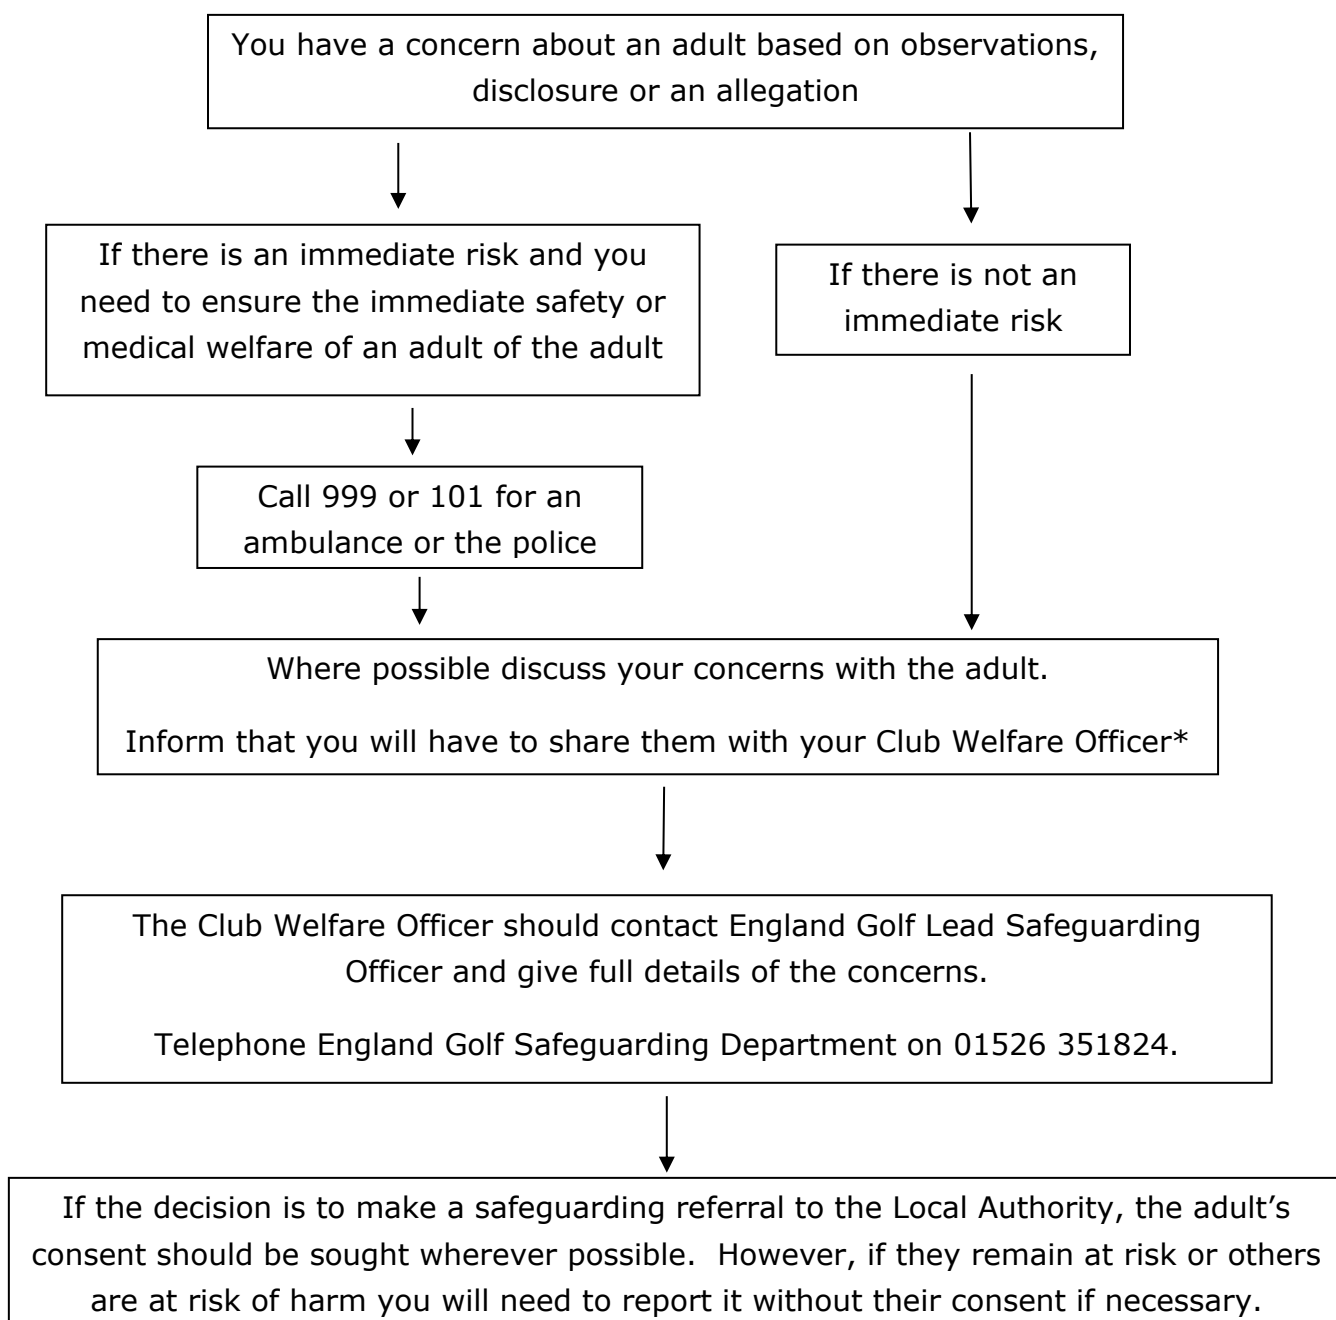 You have a concern about an adult based on observations,
disclosure or an allegation
If there is an immediate risk and you
need to ensure the immediate safety or
medical welfare of an adult of the adult
If there is not an
immediate risk
Call 999 or 101 for an
ambulance or the police
Where possible discuss your concerns with the adult.
Inform that you will have to share them with your Club Welfare Officer*
The Club Welfare Officer should contact England Golf Lead Safeguarding
Officer and give full details of the concerns.
Telephone England Golf Safeguarding Department on 01526 351824.
If the decision is to make a safeguarding referral to the Local Authority, the adult’s
consent should be sought wherever possible.  However, if they remain at risk or others
are at risk of harm you will need to report it without their consent if necessary.